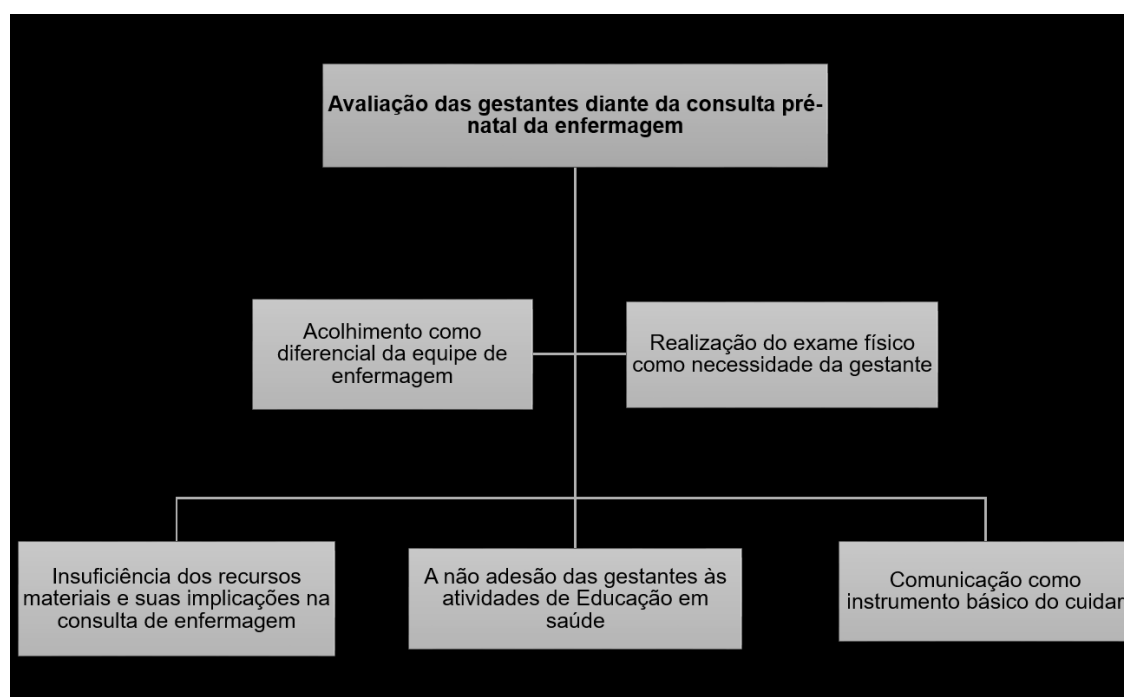 Avaliação das gestantes diante da consulta pré-
natal da enfermagem
Acolhimento como
diferencial da equipe de
enfermagem
Realização do exame físico
como necessidade da gestante
Insuficiência dos recursos
materiais e suas implicações na
consulta de enfermagem
A não adesão das gestantes às
atividades de Educação em
saúde
Comunicação como
instrumento básico do cuidar